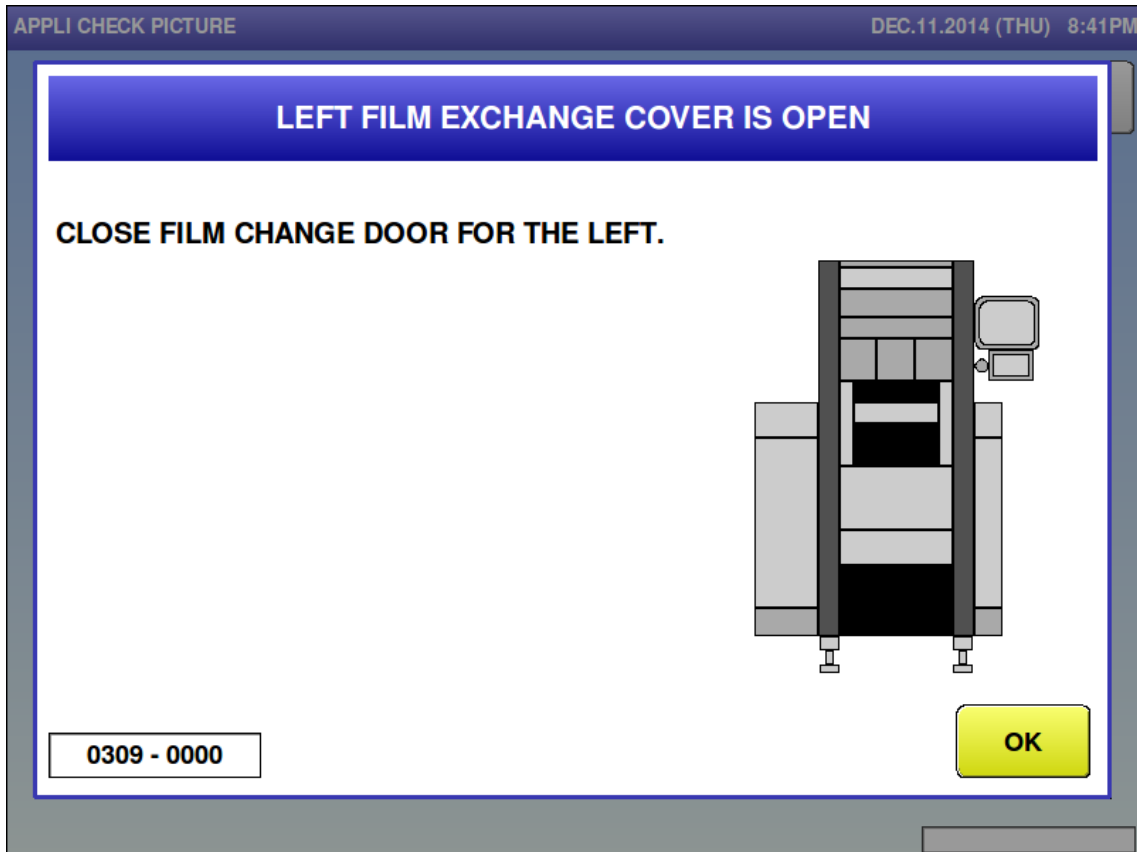 APPLI CHECK PICTURE DEC.11.2014 (THU) 8:41PM
LEFT FILM EXCHANGE COVER IS OPEN
CLOSE FILM CHANGE DOOR FOR THE LEFT.
0309 - 0000
OK